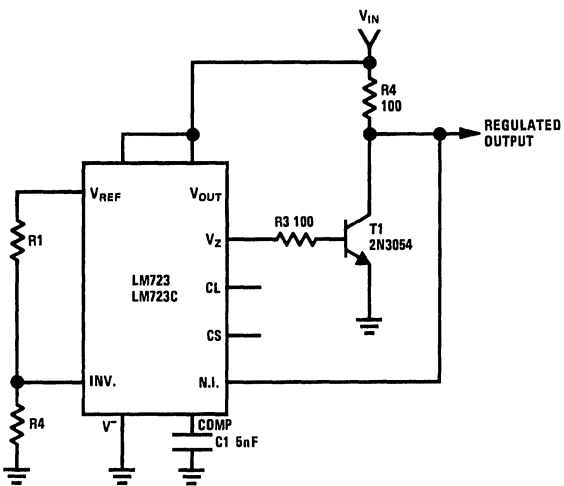 VIN
R4
100
REGULATED
OUTPUT
VREF
VOUT
R1
VZ
R3 100
T1
2N3054
LM723
LM723C
CL
CS
INV.
N.I.
R4
V−
COMP
C1 5nF